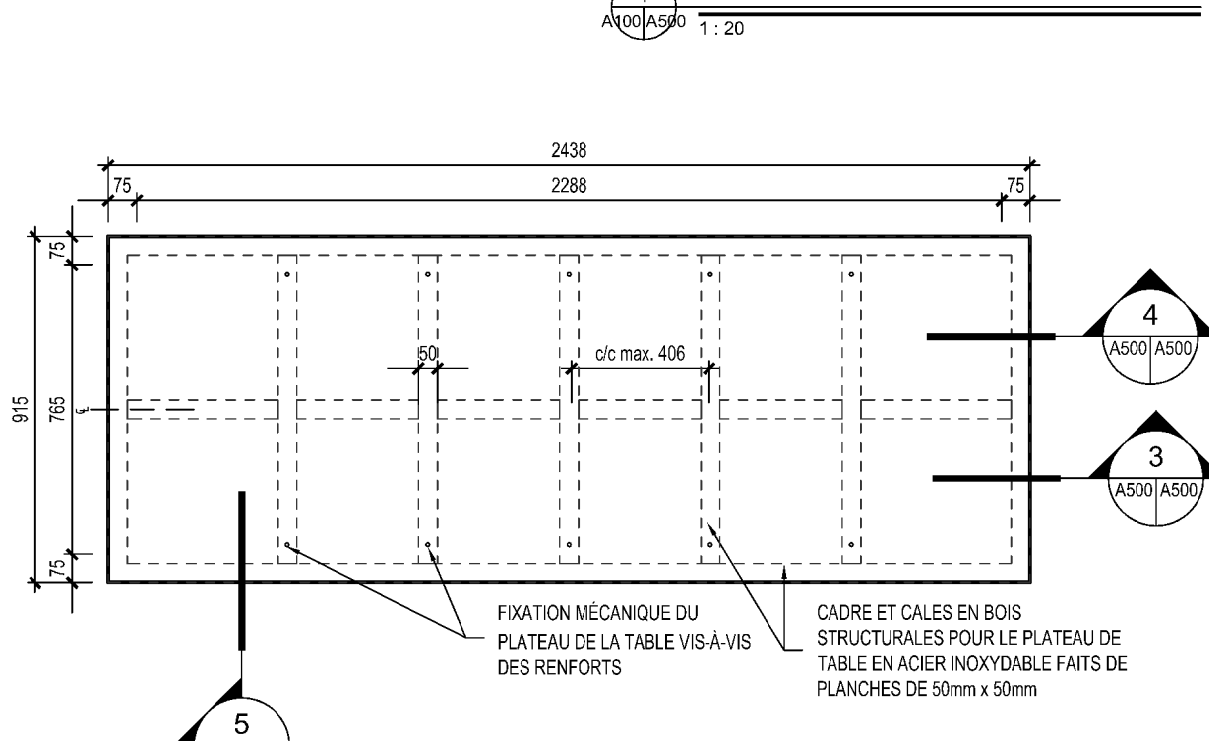 A100 A500
1 : 20
2438
75
2288
75
75
765
915
75
50
c/c max. 406
4
A500 A500
3
A500 A500
FIXATION MÉCANIQUE DU
PLATEAU DE LA TABLE VIS-À-VIS
DES RENFORTS
CADRE ET CALES EN BOIS
STRUCTURALES POUR LE PLATEAU DE
TABLE EN ACIER INOXYDABLE FAITS DE
PLANCHES DE 50mm x 50mm
5